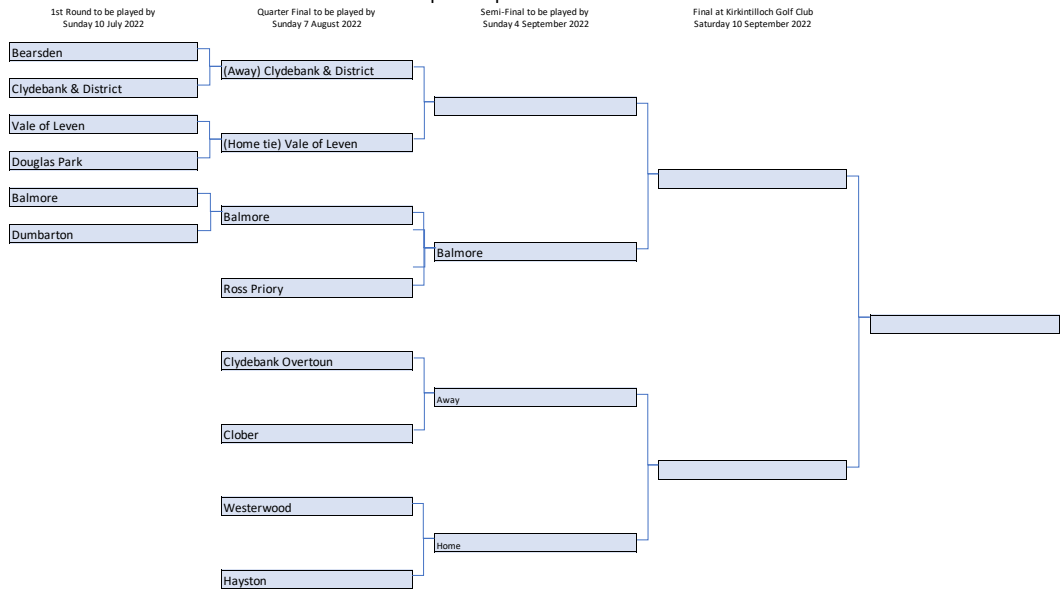 1st Round to be played by
Sunday 10 July 2022
Quarter Final to be played by
Sunday 7 August 2022
Semi-Final to be played by
Sunday 4 September 2022
Final at Kirkintilloch Golf Club
Saturday 10 September 2022
Bearsden
Clydebank & District
Vale of Leven
Douglas Park
Balmore
Dumbarton
(Away) Clydebank & District
(Home tie) Vale of Leven
Balmore
Ross Priory
Clydebank Overtoun
Clober
Westerwood
Hayston
Balmore
Away
Home